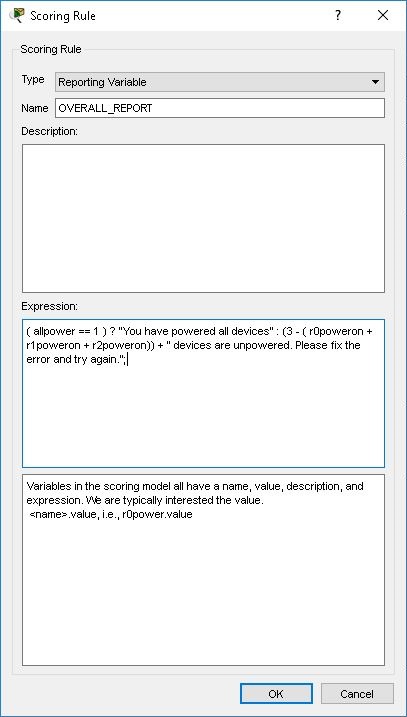 Scoring Rule
Scoring Rule
Type Reporting Variable
Name OVERALL_REPORT
Description:
Expression:
( allpower == 1 ) ? "You have powered all devices" : (3 - ( r0poweron +
r1poweron + r2poweron)) + " devices are unpowered. Please fix the
error and try again.";
Variables in the scoring model all have a name, value, description, and
expression. We are typically interested the value.
<name>.value, i.e., r0power.value
OK Cancel